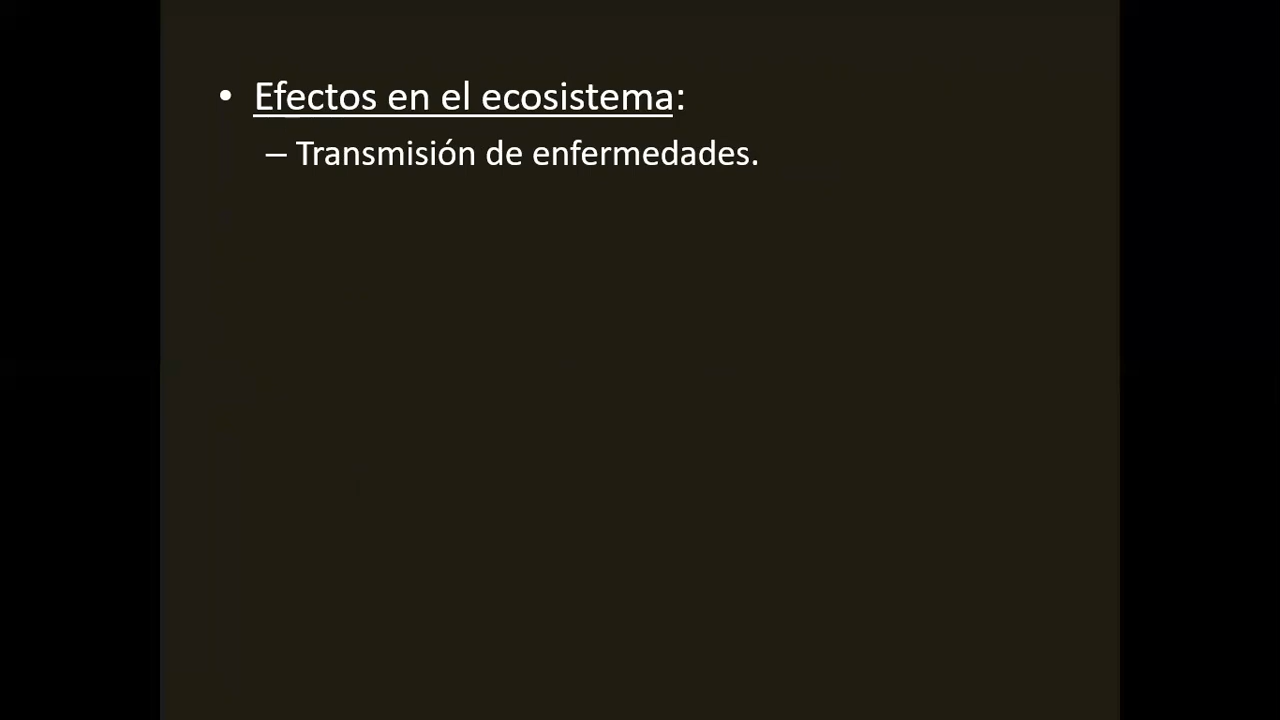 • Efectos en el ecosistema:
– Transmisión de enfermedades.